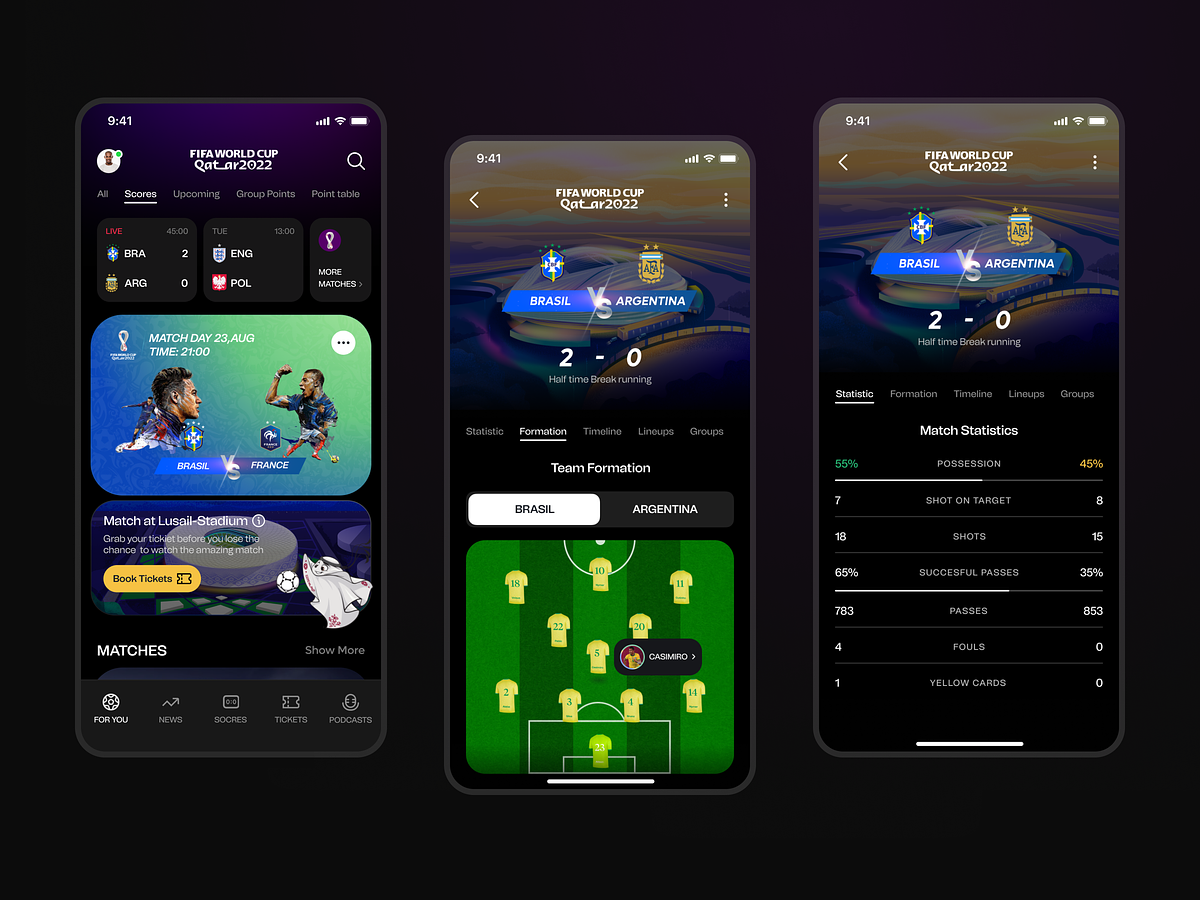 9:41
FIFA WORLD CUP
Qatar2022
All Scores Upcoming Group Points Point table
LIVE 45:00
BRA 2
ARG 0
TUE 13:00
ENG
POL
MORE
MATCHES ›
FIFA WORLD CUP
Qatar2022
MATCH DAY 23,AUG
TIME: 21:00
BRASIL VS FRANCE
Match at Lusail-Stadium
Grab your tickiet before you lose the
chance to watch the amazing match
Book Tickets
MATCHES Show More
FOR YOU NEWS SOCRES TICKETS PODCASTS
9:41
FIFA WORLD CUP
Qatar2022
AFA
BRASIL VS ARGENTINA
2 - 0
Half time Break running
Statistic Formation Timeline Lineups Groups
Team Formation
BRASIL ARGENTINA
10
18 11
22 20
5 CASIMIRO ›
2 3 4 14
23
9:41
FIFA WORLD CUP
Qatar2022
AFA
BRASIL VS ARGENTINA
2 - 0
Half time Break running
Statistic Formation Timeline Lineups Groups
Match Statistics
55% POSSESSION 45%
7 SHOT ON TARGET 8
18 SHOTS 15
65% SUCCESFUL PASSES 35%
783 PASSES 853
4 FOULS 0
1 YELLOW CARDS 0